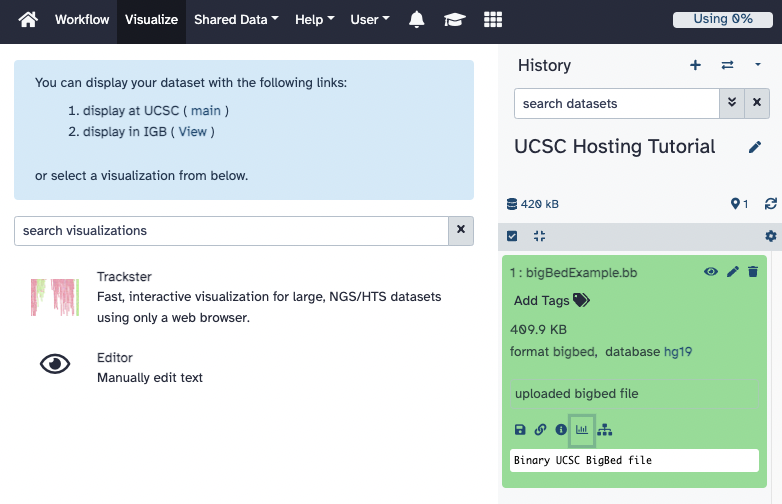 Workflow Visualize Shared Data Help User Using 0%
You can display your dataset with the following links:
1. display at UCSC ( main )
2. display in IGB ( View )
or select a visualization from below.
search visualizations
Trackster
Fast, interactive visualization for large, NGS/HTS datasets
using only a web browser.
Editor
Manually edit text
History
search datasets
UCSC Hosting Tutorial
420 kB 1
1 : bigBedExample.bb
Add Tags
409.9 KB
format bigbed, database hg19
uploaded bigbed file
Binary UCSC BigBed file